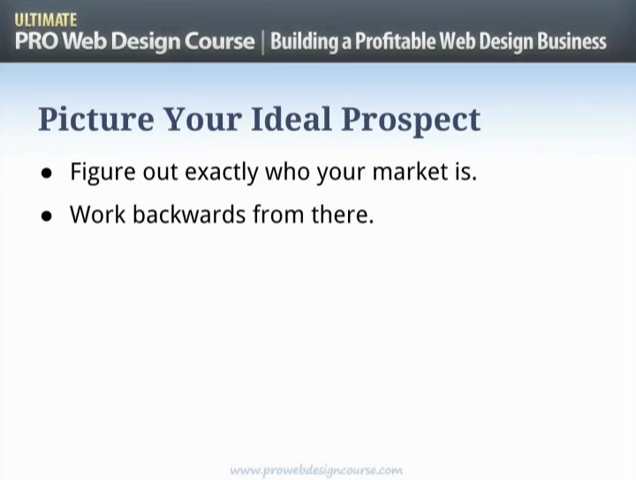 ULTIMATE
PRO Web Design Course | Building a Profitable Web Design Business
Picture Your Ideal Prospect
● Figure out exactly who your market is.
● Work backwards from there.
www.prowebdesigncourse.com